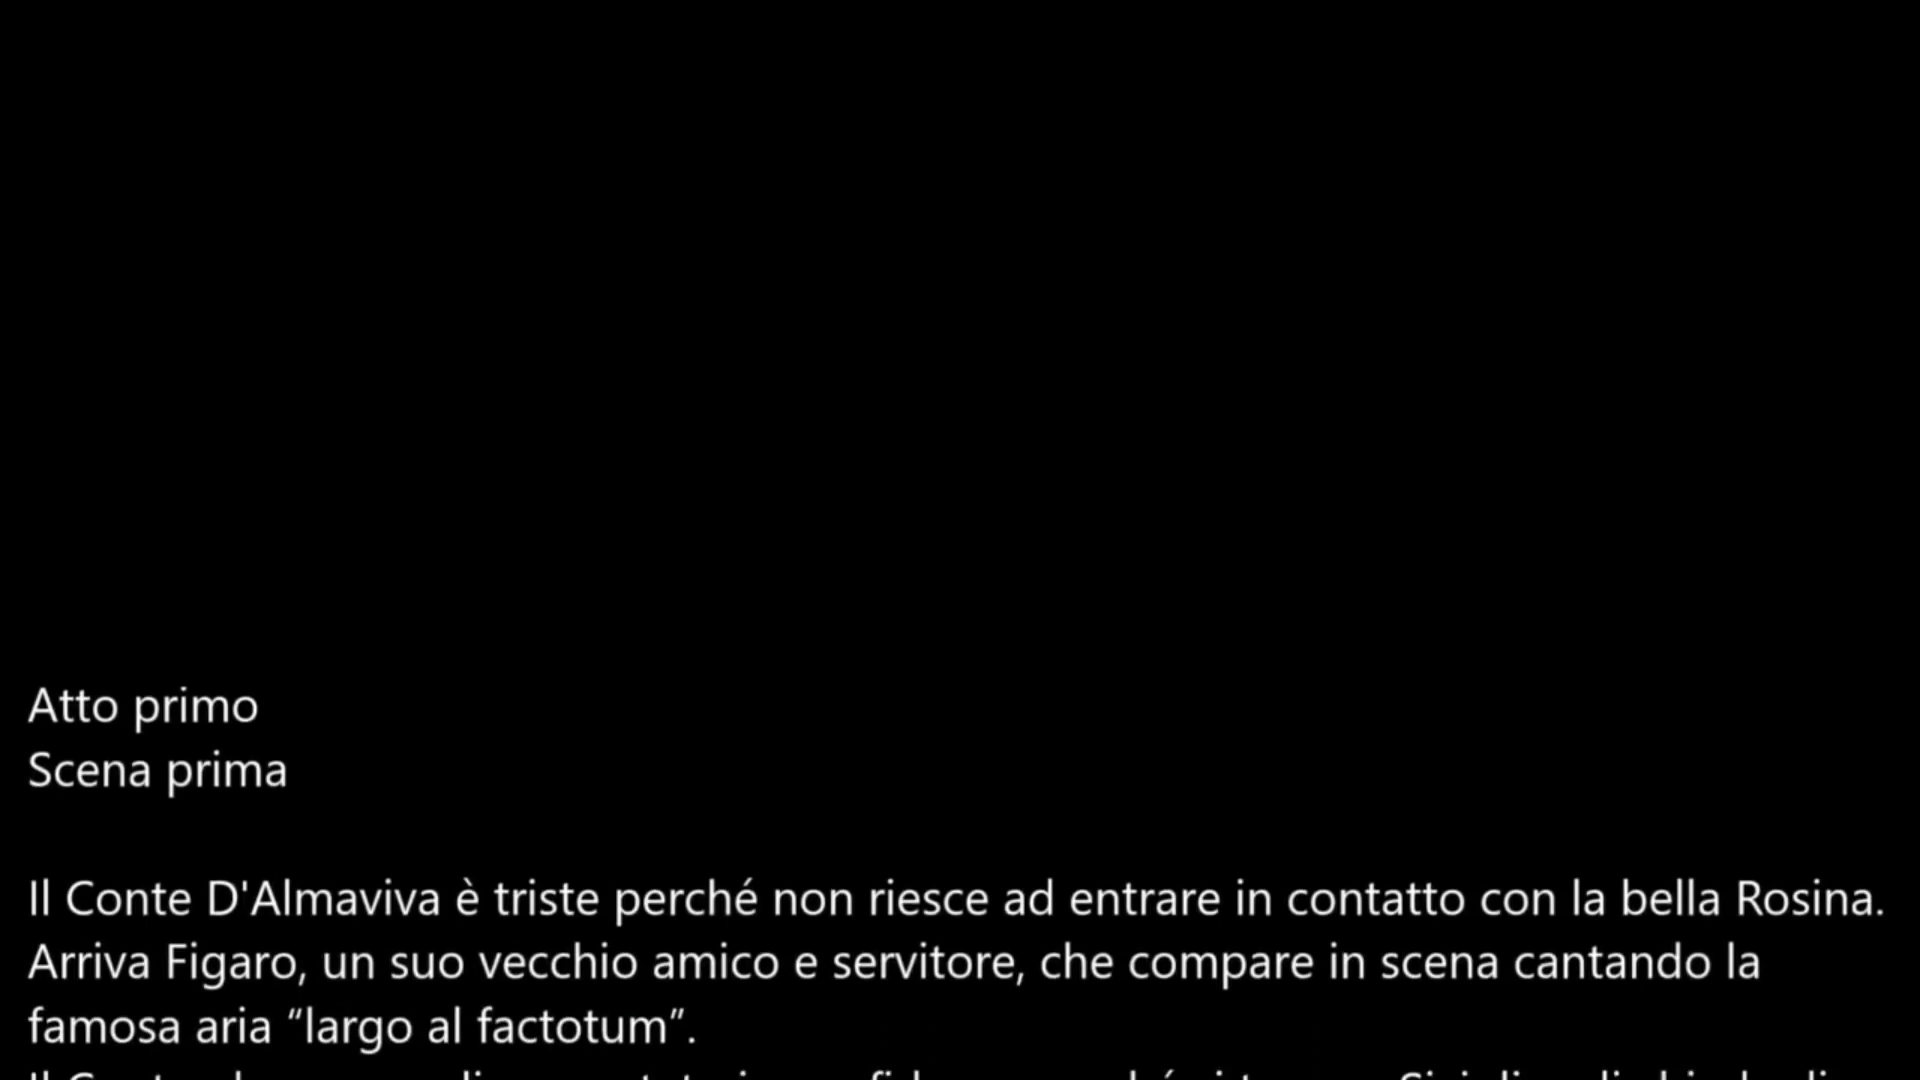 Atto primo
Scena prima
Il Conte D'Almaviva è triste perché non riesce ad entrare in contatto con la bella Rosina.
Arriva Figaro, un suo vecchio amico e servitore, che compare in scena cantando la
famosa aria “largo al factotum”.
Il